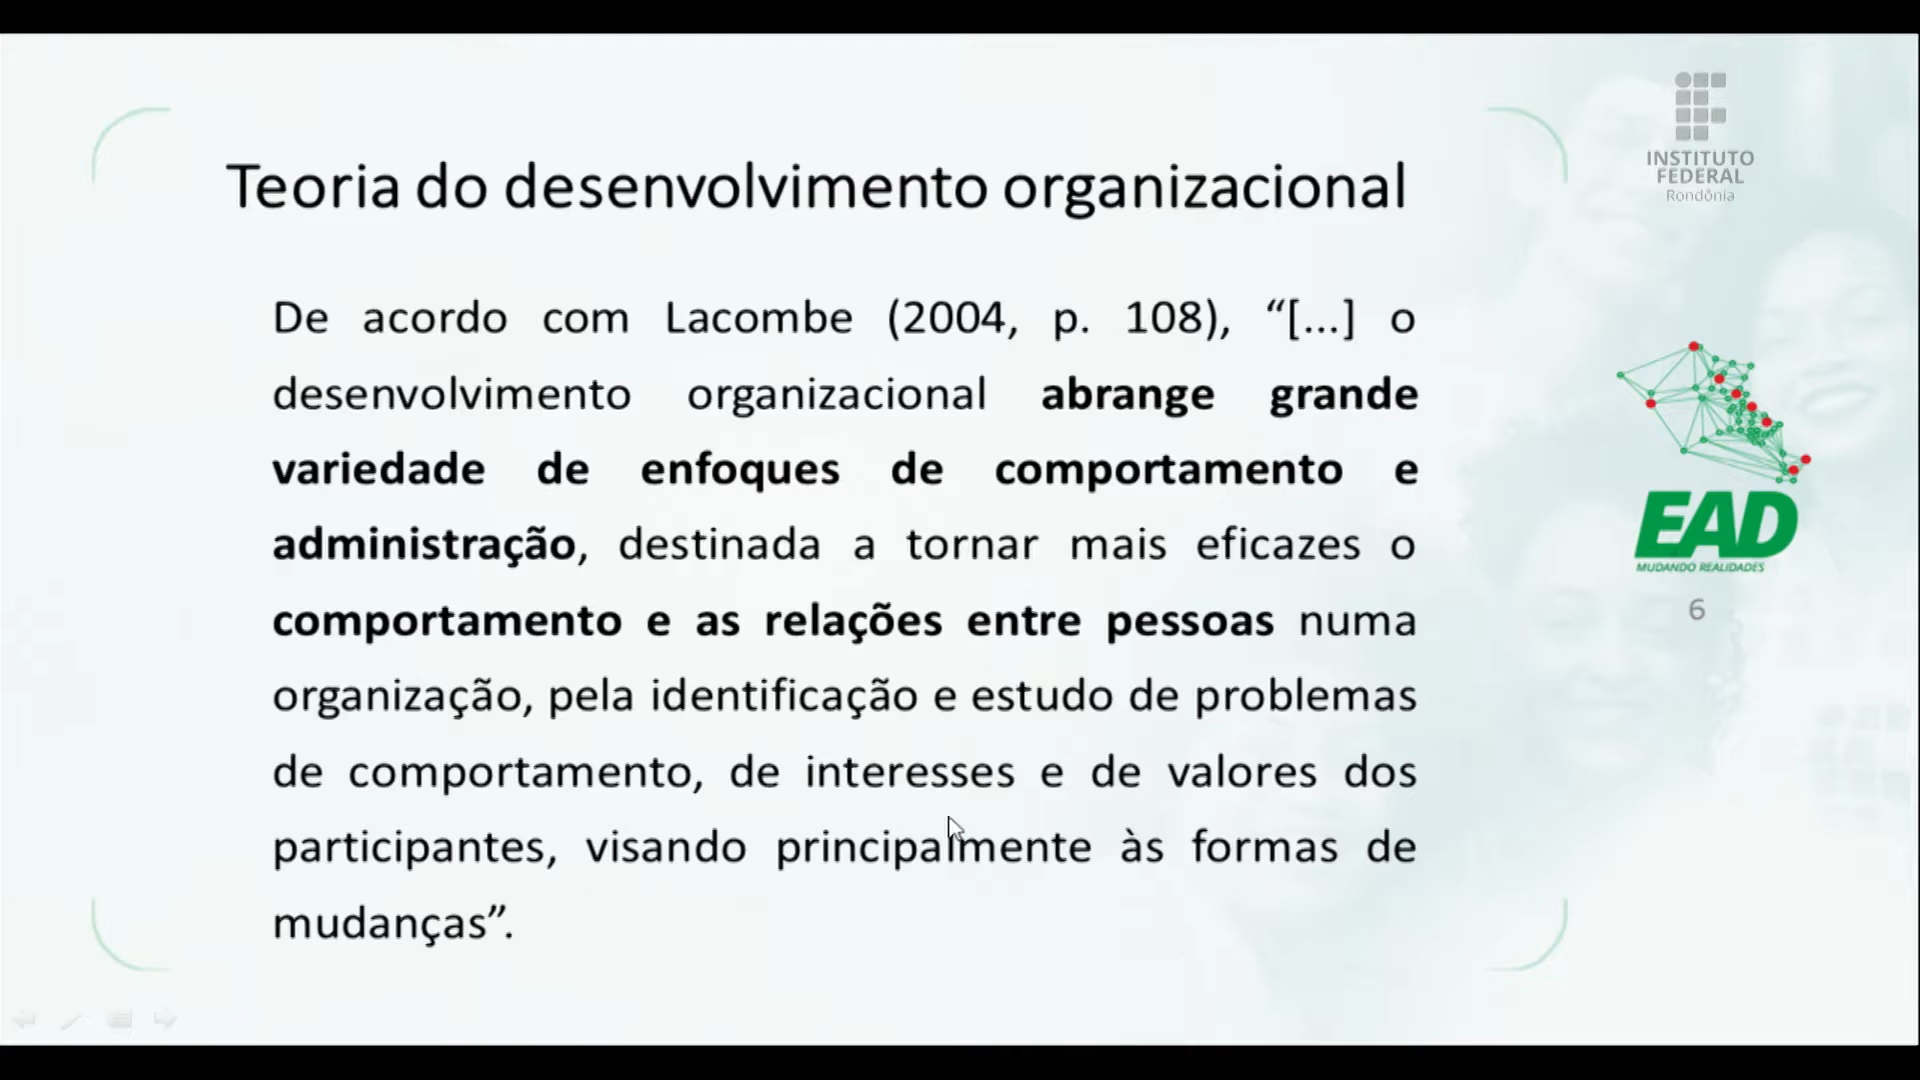 INSTITUTO
FEDERAL
Rondônia
Teoria do desenvolvimento organizacional
De acordo com Lacombe (2004, p. 108), “[...] o
desenvolvimento organizacional abrange grande
variedade de enfoques de comportamento e
administração, destinada a tornar mais eficazes o
comportamento e as relações entre pessoas numa
organização, pela identificação e estudo de problemas
de comportamento, de interesses e de valores dos
participantes, visando principalmente às formas de
mudanças”.
EAD
MUDANDO REALIDADES
6